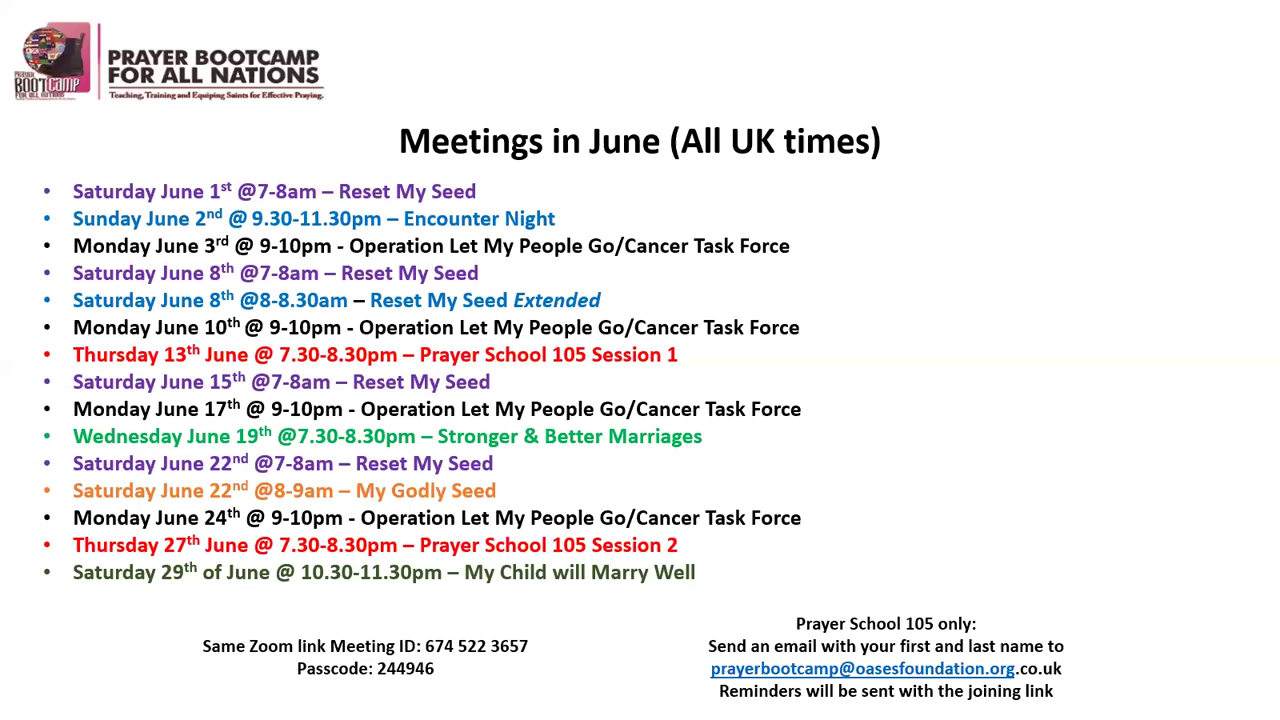 PRAYER
BOOTCAMP
FOR ALL NATIONS
PRAYER BOOTCAMP
FOR ALL NATIONS
Teaching, Training and Equiping Saints for Effective Praying.
Meetings in June (All UK times)
• Saturday June 1st @7-8am – Reset My Seed
• Sunday June 2nd @ 9.30-11.30pm – Encounter Night
• Monday June 3rd @ 9-10pm - Operation Let My People Go/Cancer Task Force
• Saturday June 8th @7-8am – Reset My Seed
• Saturday June 8th @8-8.30am – Reset My Seed Extended
• Monday June 10th @ 9-10pm - Operation Let My People Go/Cancer Task Force
• Thursday 13th June @ 7.30-8.30pm – Prayer School 105 Session 1
• Saturday June 15th @7-8am – Reset My Seed
• Monday June 17th @ 9-10pm - Operation Let My People Go/Cancer Task Force
• Wednesday June 19th @7.30-8.30pm – Stronger & Better Marriages
• Saturday June 22nd @7-8am – Reset My Seed
• Saturday June 22nd @8-9am – My Godly Seed
• Monday June 24th @ 9-10pm - Operation Let My People Go/Cancer Task Force
• Thursday 27th June @ 7.30-8.30pm – Prayer School 105 Session 2
• Saturday 29th of June @ 10.30-11.30pm – My Child will Marry Well
Same Zoom link Meeting ID: 674 522 3657
Passcode: 244946
Prayer School 105 only:
Send an email with your first and last name to
prayerbootcamp@oasesfoundation.org.co.uk
Reminders will be sent with the joining link